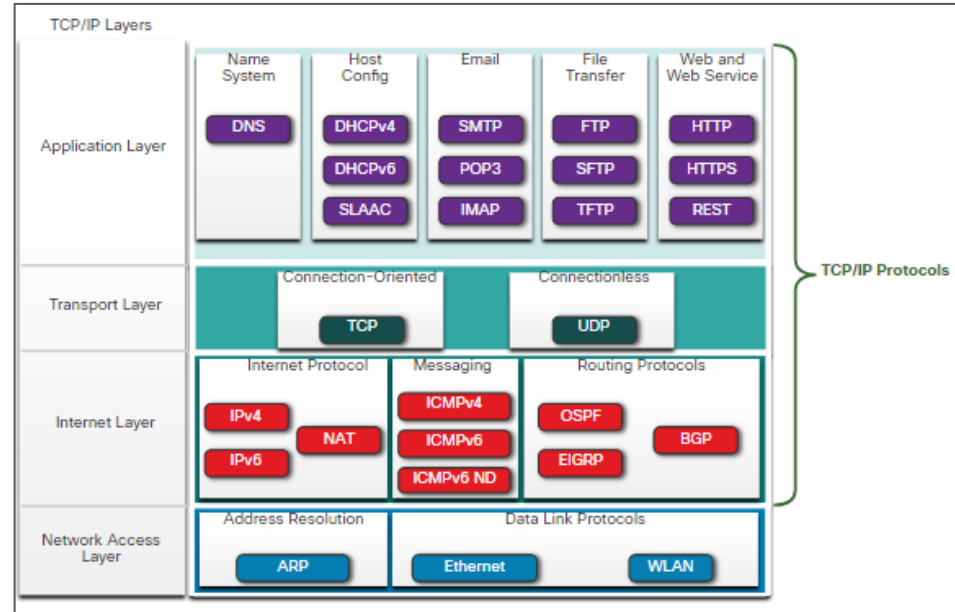 TCP/IP Layers
Application Layer
Name
System
DNS
Host
Config
DHCPv4
DHCPv6
SLAAC
Email
SMTP
POP3
IMAP
File
Transfer
FTP
SFTP
TFTP
Web and
Web Service
HTTP
HTTPS
REST
TCP/IP Protocols
Transport Layer
Connection-Oriented
TCP
Connectionless
UDP
Internet Layer
Internet Protocol
IPv4
IPv6
NAT
Messaging
ICMPv4
ICMPv6
ICMPv6 ND
Routing Protocols
OSPF
EIGRP
BGP
Network Access
Layer
Address Resolution
ARP
Data Link Protocols
Ethernet
WLAN